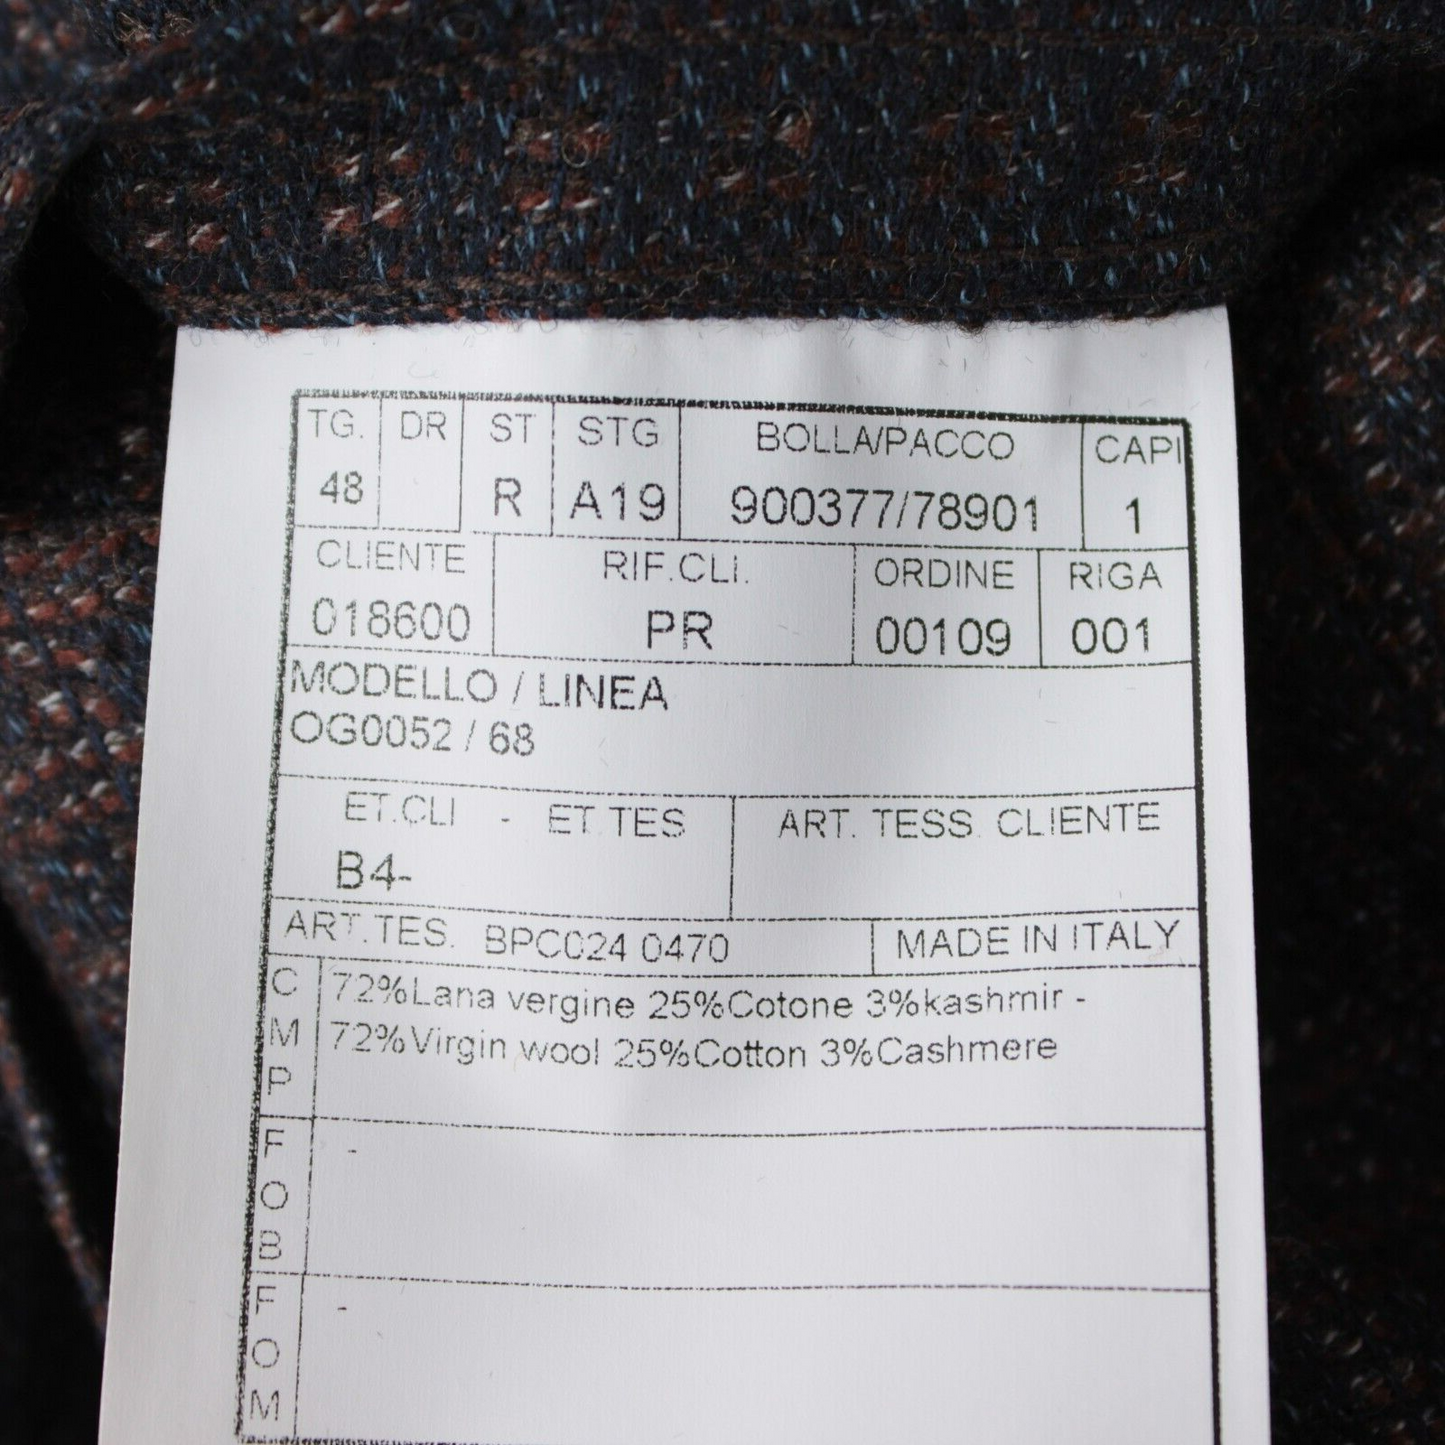 TG. DR ST STG BOLLA/PACCO CAPI
48 R A19 900377/78901 1
CLIENTE RIF.CLI. ORDINE RIGA
018600 PR 00109 001
MODELLO / LINEA
OG0052 / 68
ET.CLI - ET.TES ART. TESS. CLIENTE
B4-
ART.TES. BPC024 0470 MADE IN ITALY
CMP
72%Lana vergine 25%Cotone 3%kashmir -
72%Virgin wool 25%Cotton 3%Cashmere
FOB
-
FOM
-